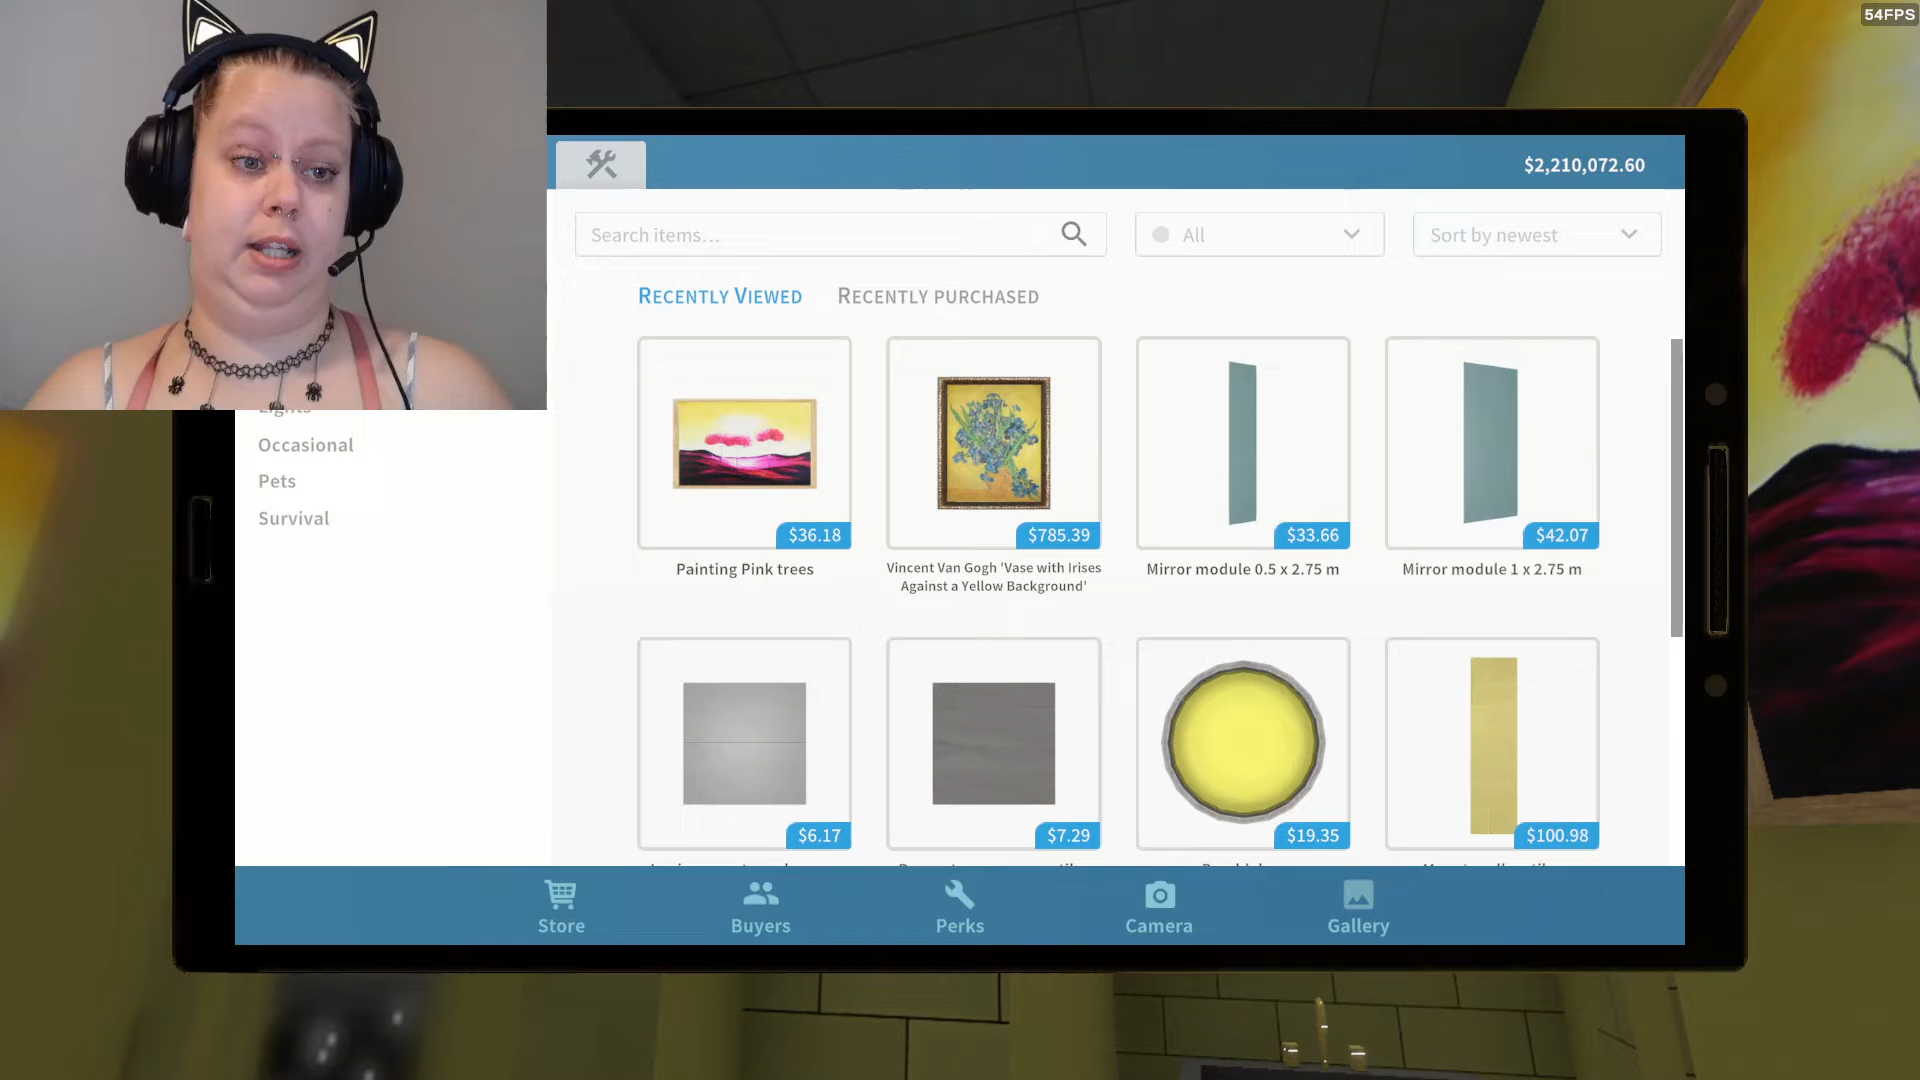 54FPS
$2,210,072.60
Search items...
All
Sort by newest
RECENTLY VIEWED
RECENTLY PURCHASED
Lights
Occasional
Pets
Survival
$36.18
$785.39
$33.66
$42.07
Painting Pink trees
Vincent Van Gogh 'Vase with Irises
Against a Yellow Background'
Mirror module 0.5 x 2.75 m
Mirror module 1 x 2.75 m
$6.17
$7.29
$19.35
$100.98
Store
Buyers
Perks
Camera
Gallery